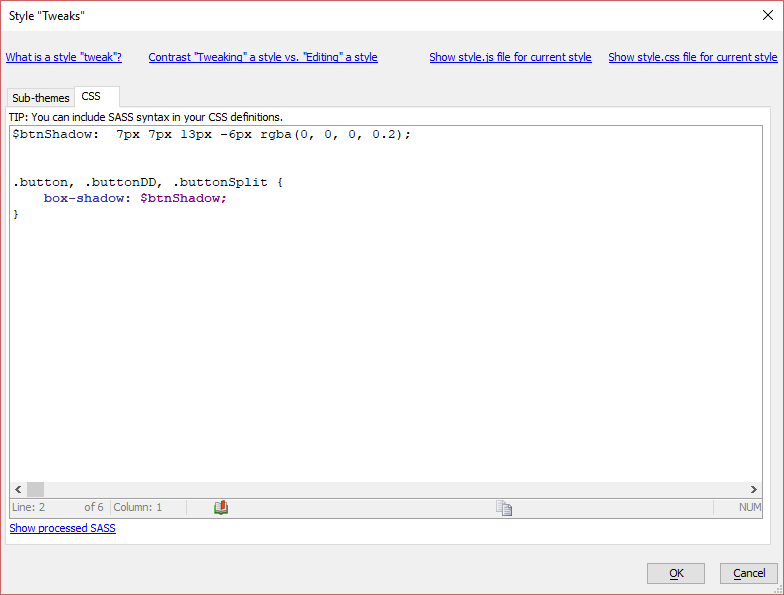 Style "Tweaks"
What is a style "tweak"? Contrast "Tweaking" a style vs. "Editing" a style Show style.js file for current style Show style.css file for current style
Sub-themes CSS
TIP: You can include SASS syntax in your CSS definitions.
$btnShadow:  7px 7px 13px -6px rgba(0, 0, 0, 0.2);
.button, .buttonDD, .buttonSplit {
    box-shadow: $btnShadow;
}
Line: 2 of 6 Column: 1 NUM
Show processed SASS
OK Cancel